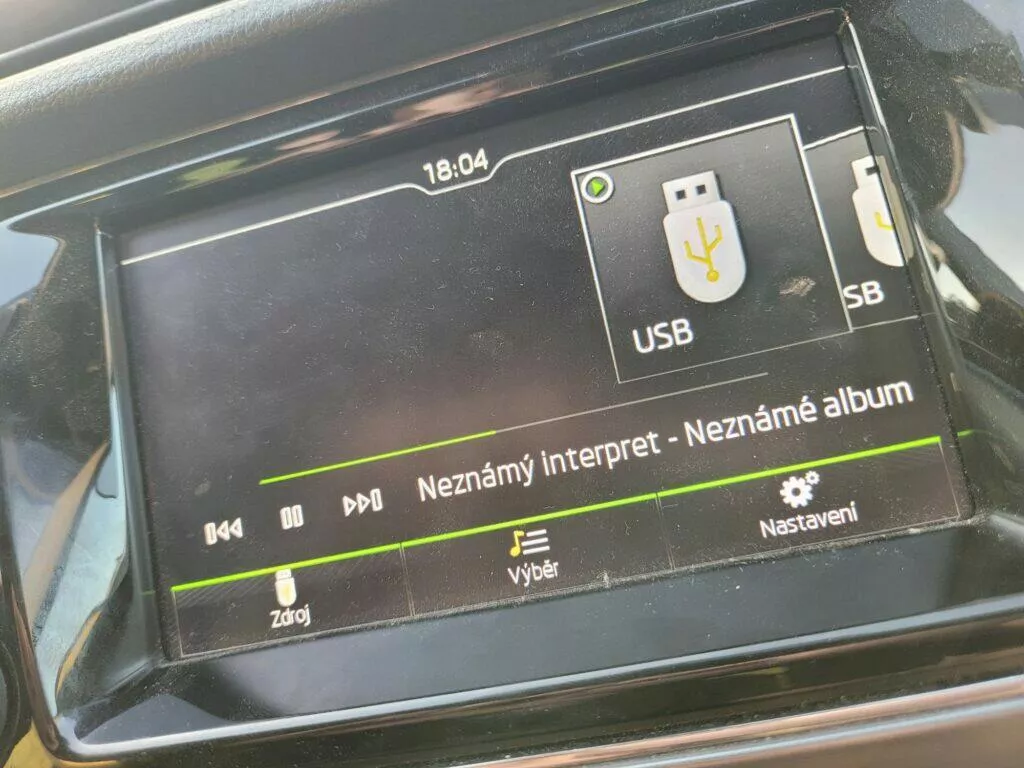 18:04
USB
SB
Neznámý interpret - Neznámé album
Zdroj
Výběr
Nastavení